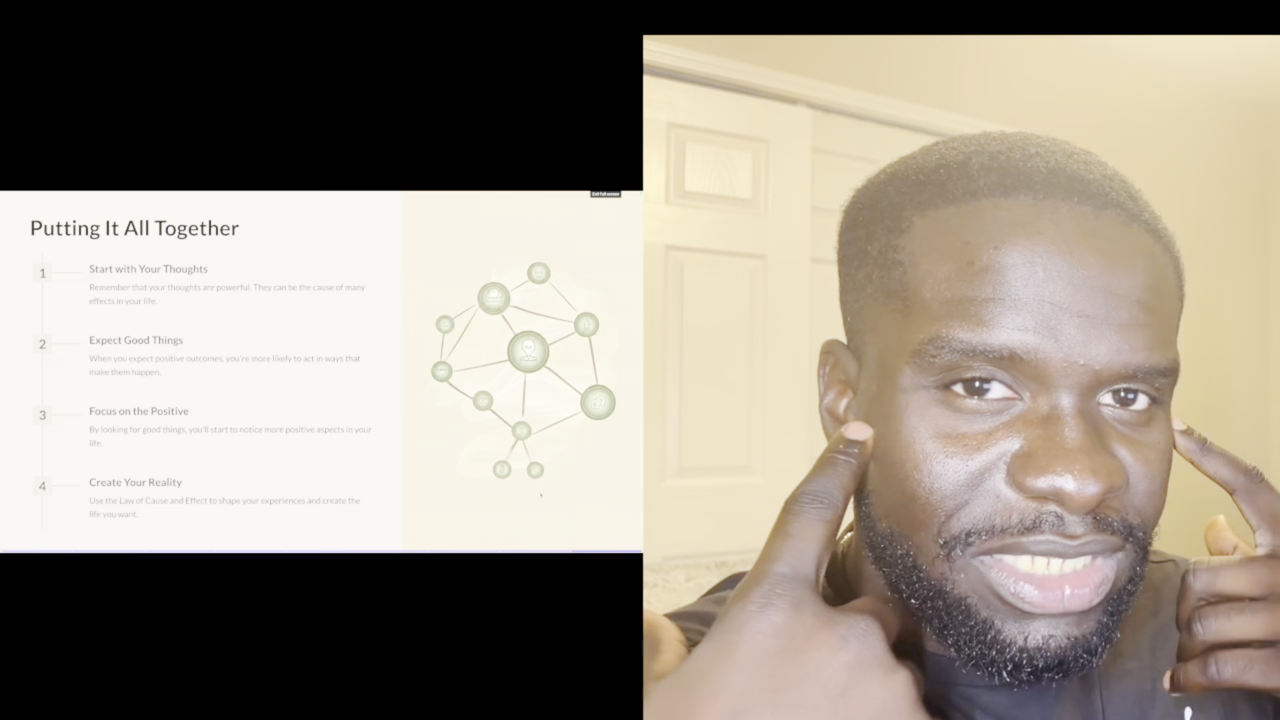 Exit full screen
Putting It All Together
1
Start with Your Thoughts
Remember that your thoughts are powerful. They can be the cause of many
effects in your life.
2
Expect Good Things
When you expect positive outcomes, you're more likely to act in ways that
make them happen.
3
Focus on the Positive
By looking for good things, you'll start to notice more positive aspects in your
life.
4
Create Your Reality
Use the Law of Cause and Effect to shape your experiences and create the
life you want.